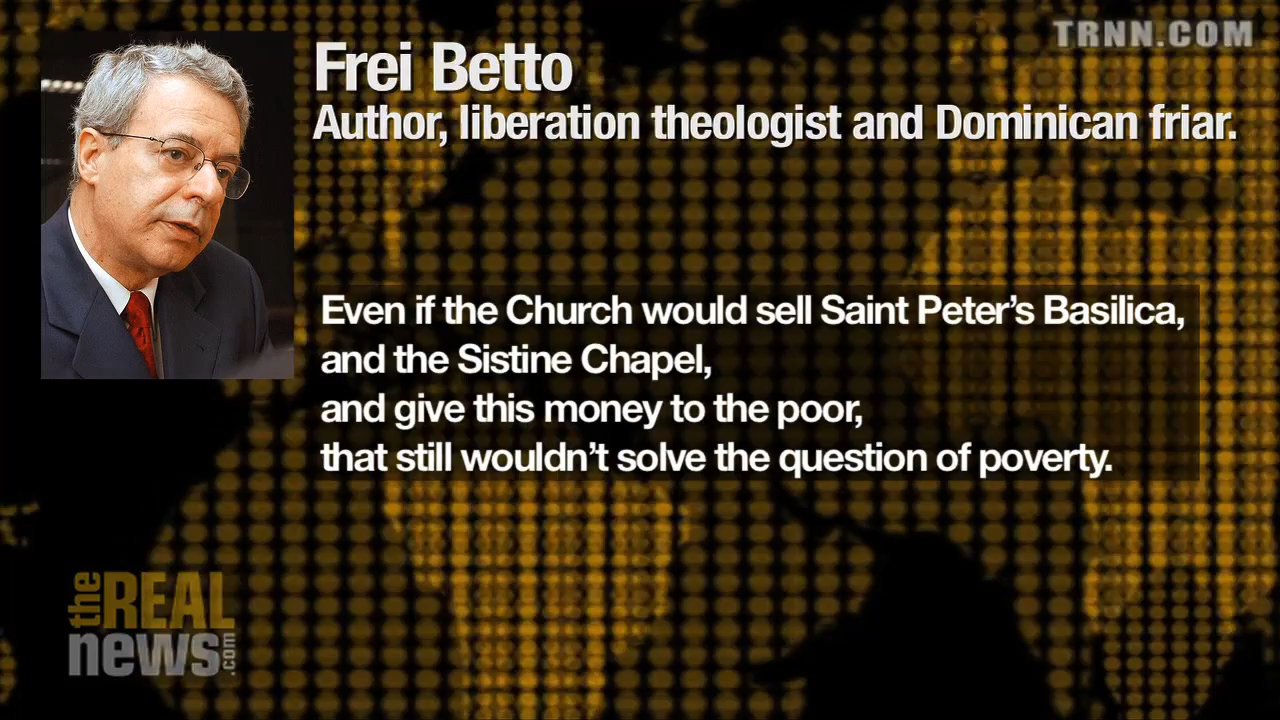 TRNN.COM
Frei Betto
Author, liberation theologist and Dominican friar.
Even if the Church would sell Saint Peter’s Basilica,
and the Sistine Chapel,
and give this money to the poor,
that still wouldn’t solve the question of poverty.
the REAL
news.com